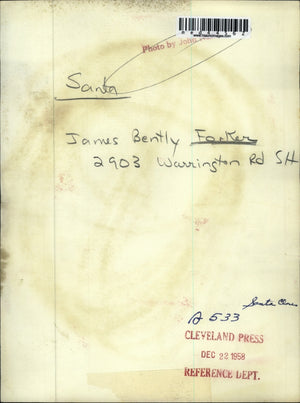 Photo by John
Santa
James Bently Farker
2903 Warrington Rd SH
Santa Claus
A 533
CLEVELAND PRESS
DEC 22 1958
REFERENCE DEPT.